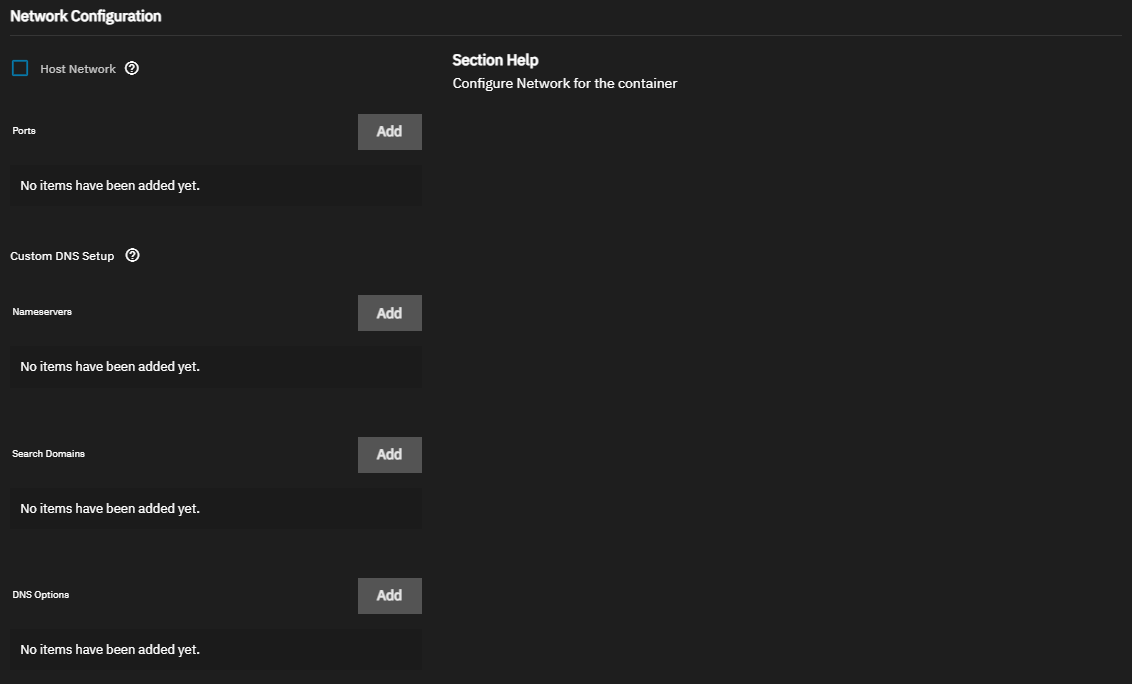 Network Configuration
Host Network
Section Help
Configure Network for the container
Ports
Add
No items have been added yet.
Custom DNS Setup
Nameservers
Add
No items have been added yet.
Search Domains
Add
No items have been added yet.
DNS Options
Add
No items have been added yet.